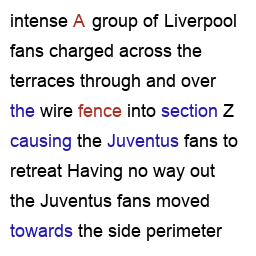 intense A group of Liverpool
fans charged across the
terraces through and over
the wire fence into section Z
causing the Juventus fans to
retreat Having no way out
the Juventus fans moved
towards the side perimeter